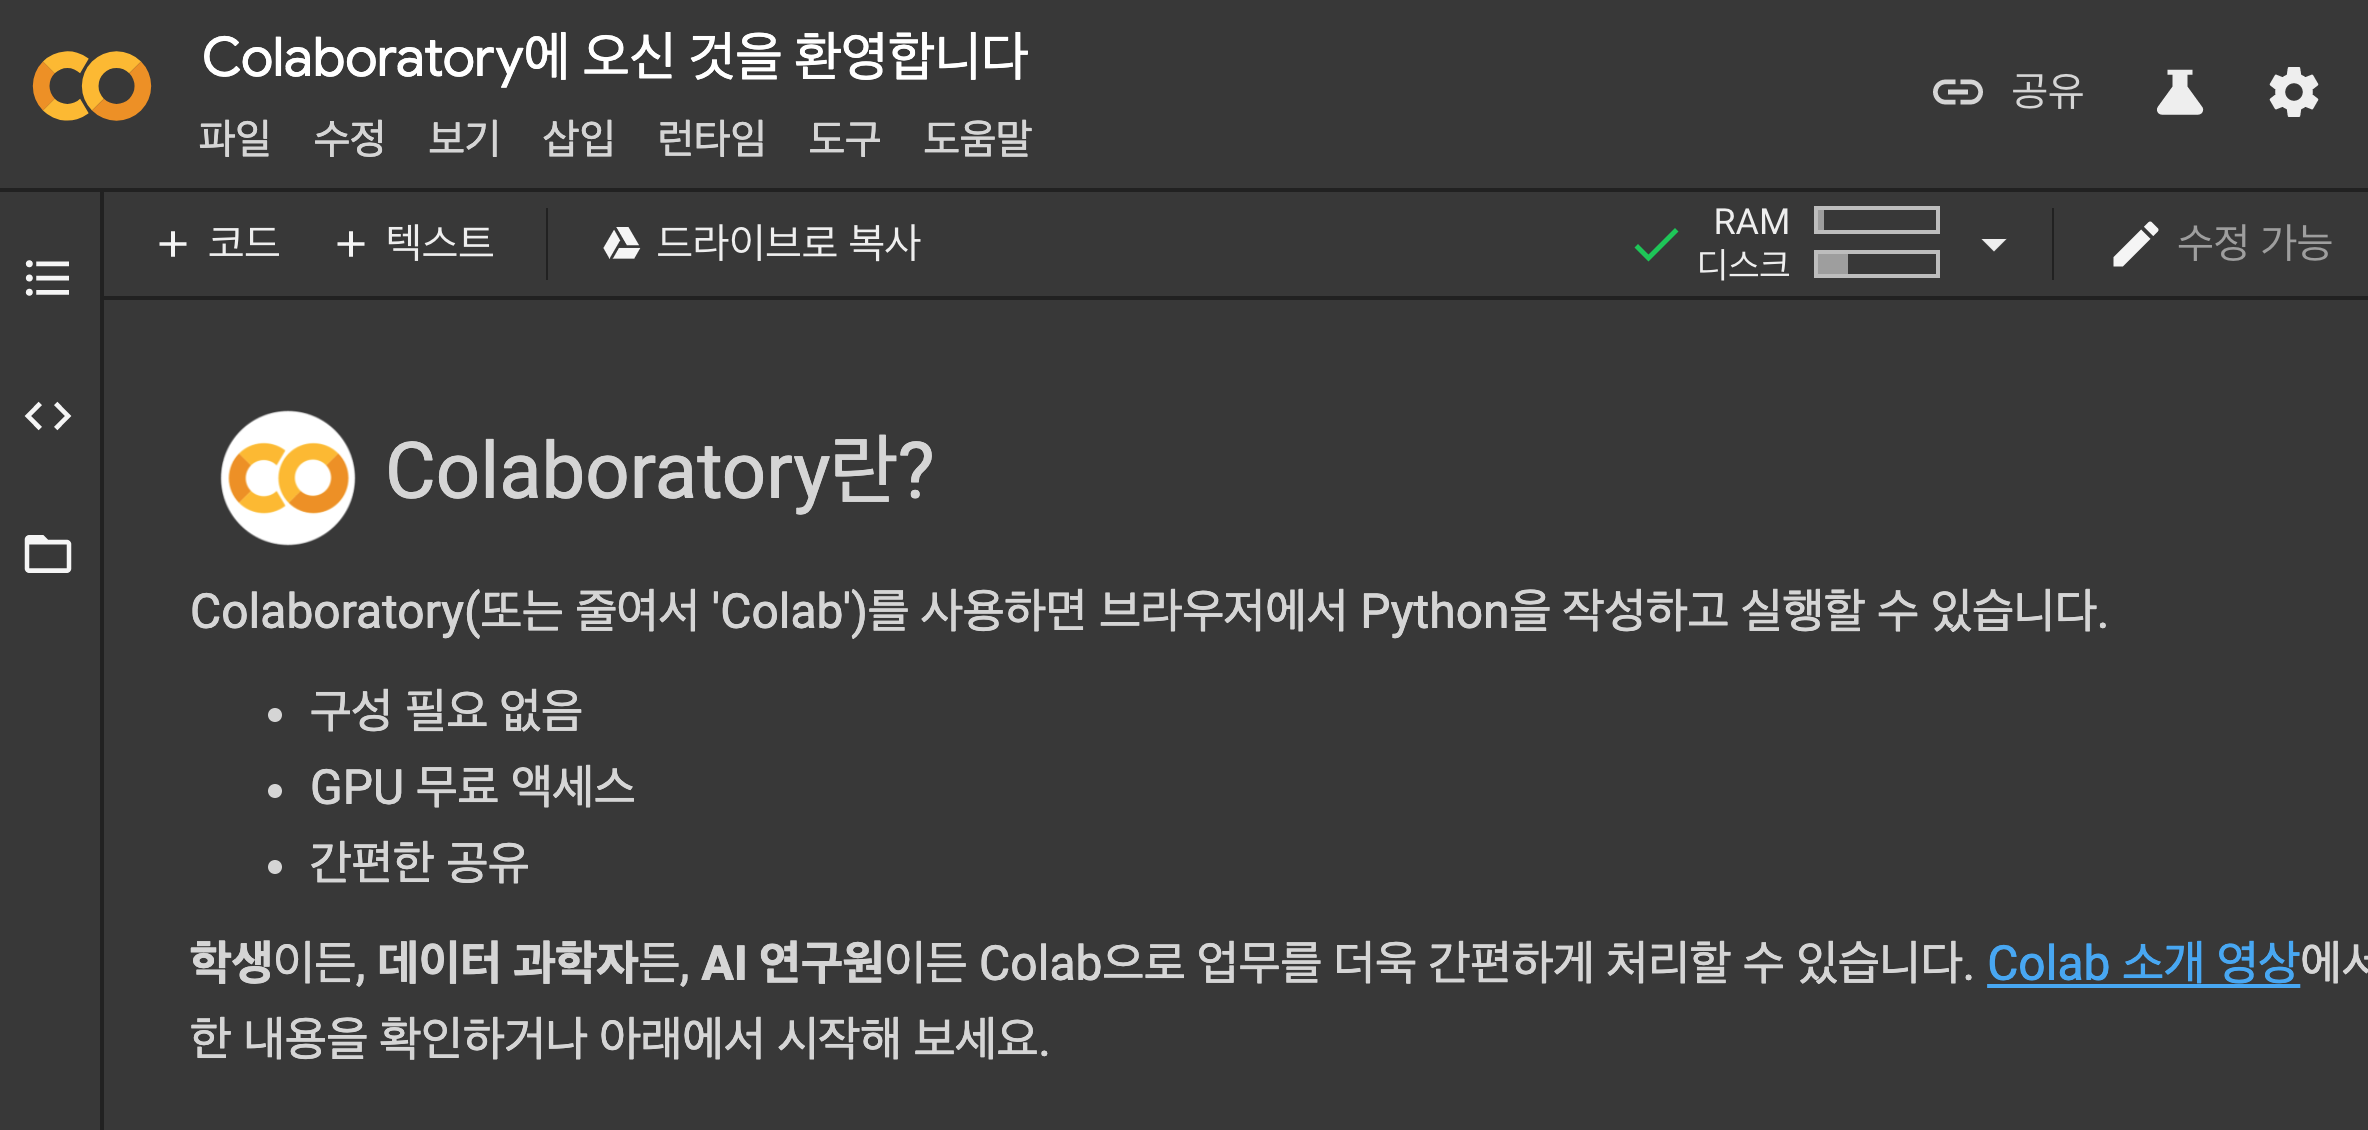 Colaboratory에 오신 것을 환영합니다
공유
파일 수정 보기 삽입 런타임 도구 도움말
+ 코드 + 텍스트 드라이브로 복사
RAM
디스크
수정 가능
Colaboratory란?
Colaboratory(또는 줄여서 'Colab')를 사용하면 브라우저에서 Python을 작성하고 실행할 수 있습니다.
• 구성 필요 없음
• GPU 무료 액세스
• 간편한 공유
학생이든, 데이터 과학자든, AI 연구원이든 Colab으로 업무를 더욱 간편하게 처리할 수 있습니다. Colab 소개 영상에서
한 내용을 확인하거나 아래에서 시작해 보세요.